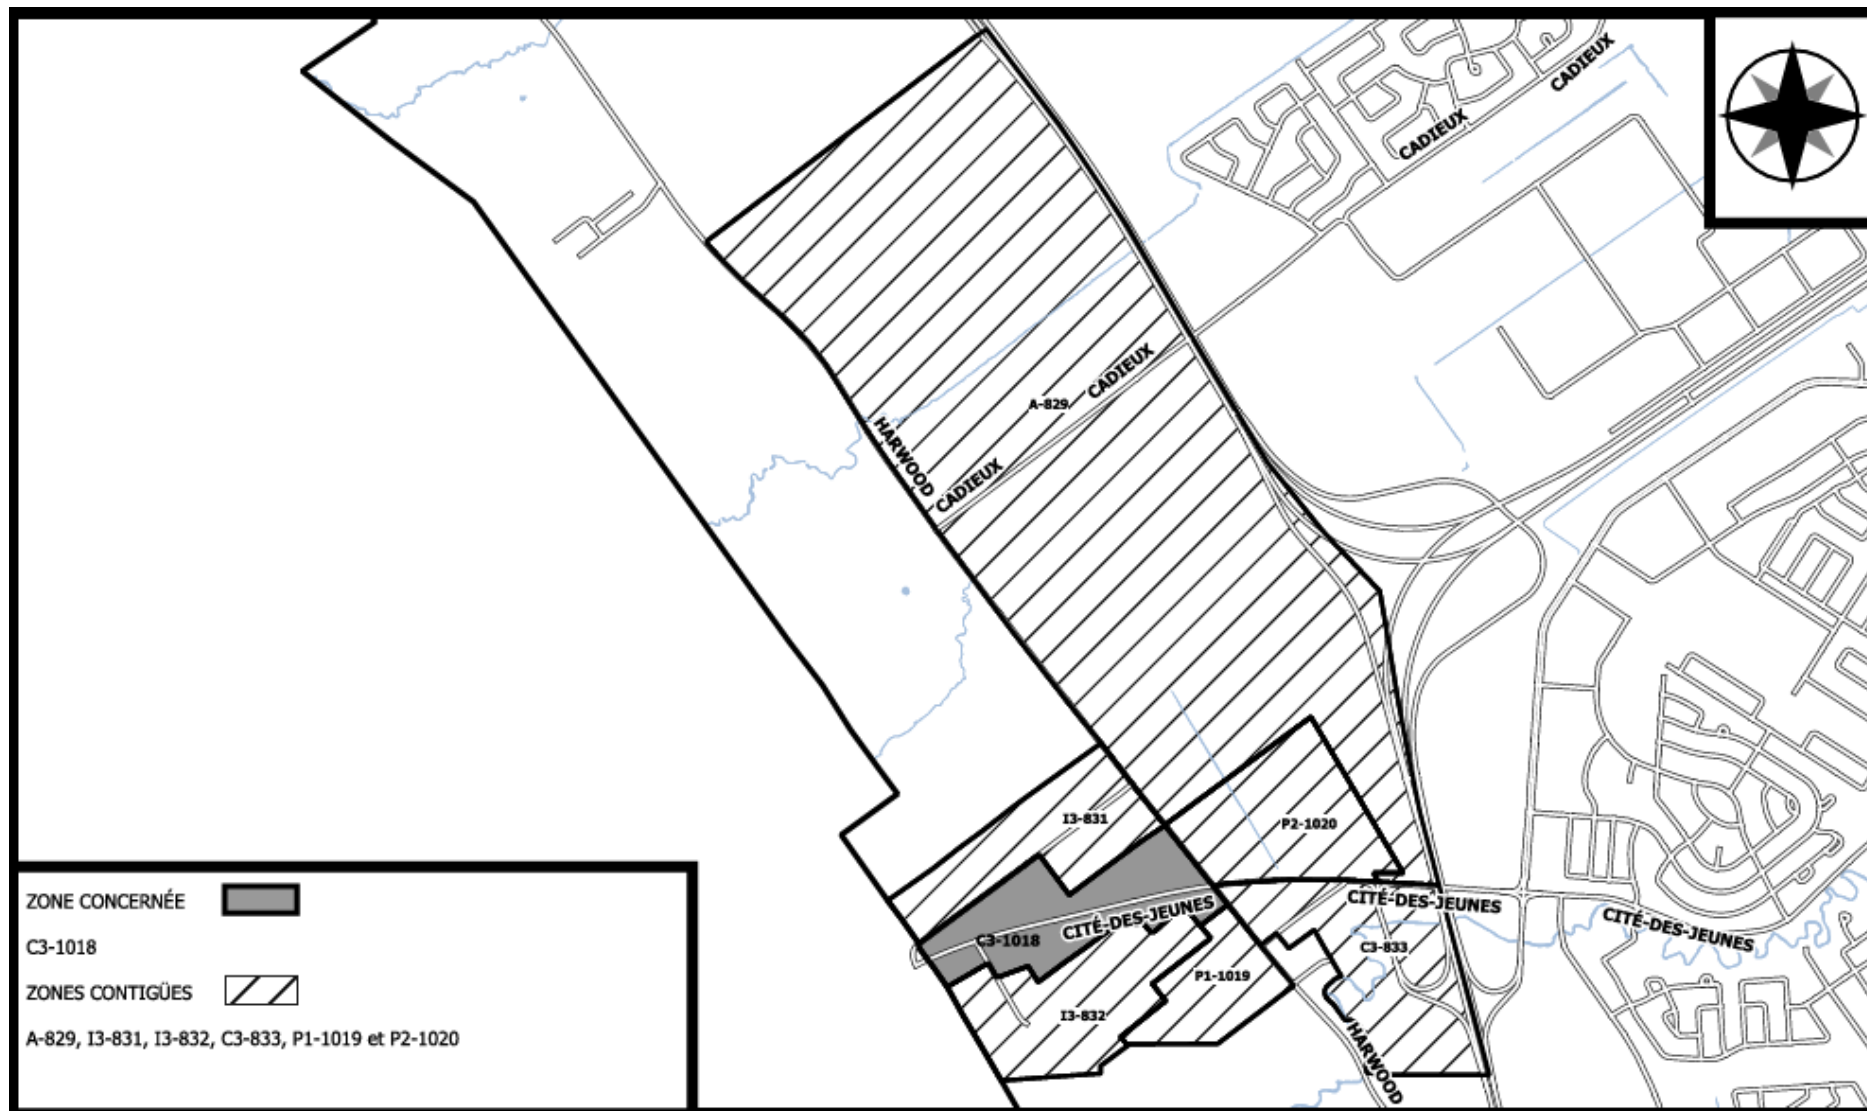 CADIEUX
CADIEUX
CADIEUX
A-829
HARWOOD
CADIEUX
I3-831
P2-1020
CITÉ-DES-JEUNES
CITÉ-DES-JEUNES
CITÉ-DES-JEUNES
C3-1018
C3-833
P1-1019
I3-832
HARWOOD
ZONE CONCERNÉE
C3-1018
ZONES CONTIGÜES
A-829, I3-831, I3-832, C3-833, P1-1019 et P2-1020